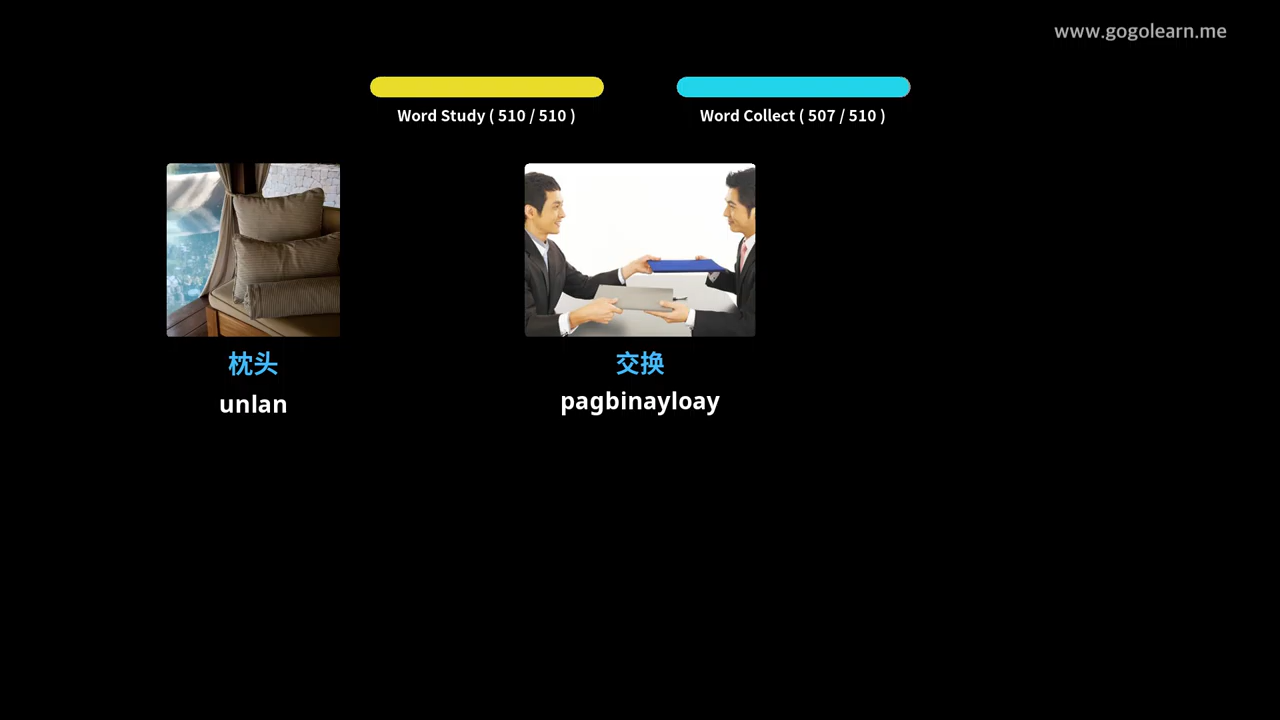 www.gogolearn.me
Word Study ( 510 / 510 )
Word Collect ( 507 / 510 )
枕头
unlan
交换
pagbinayloay